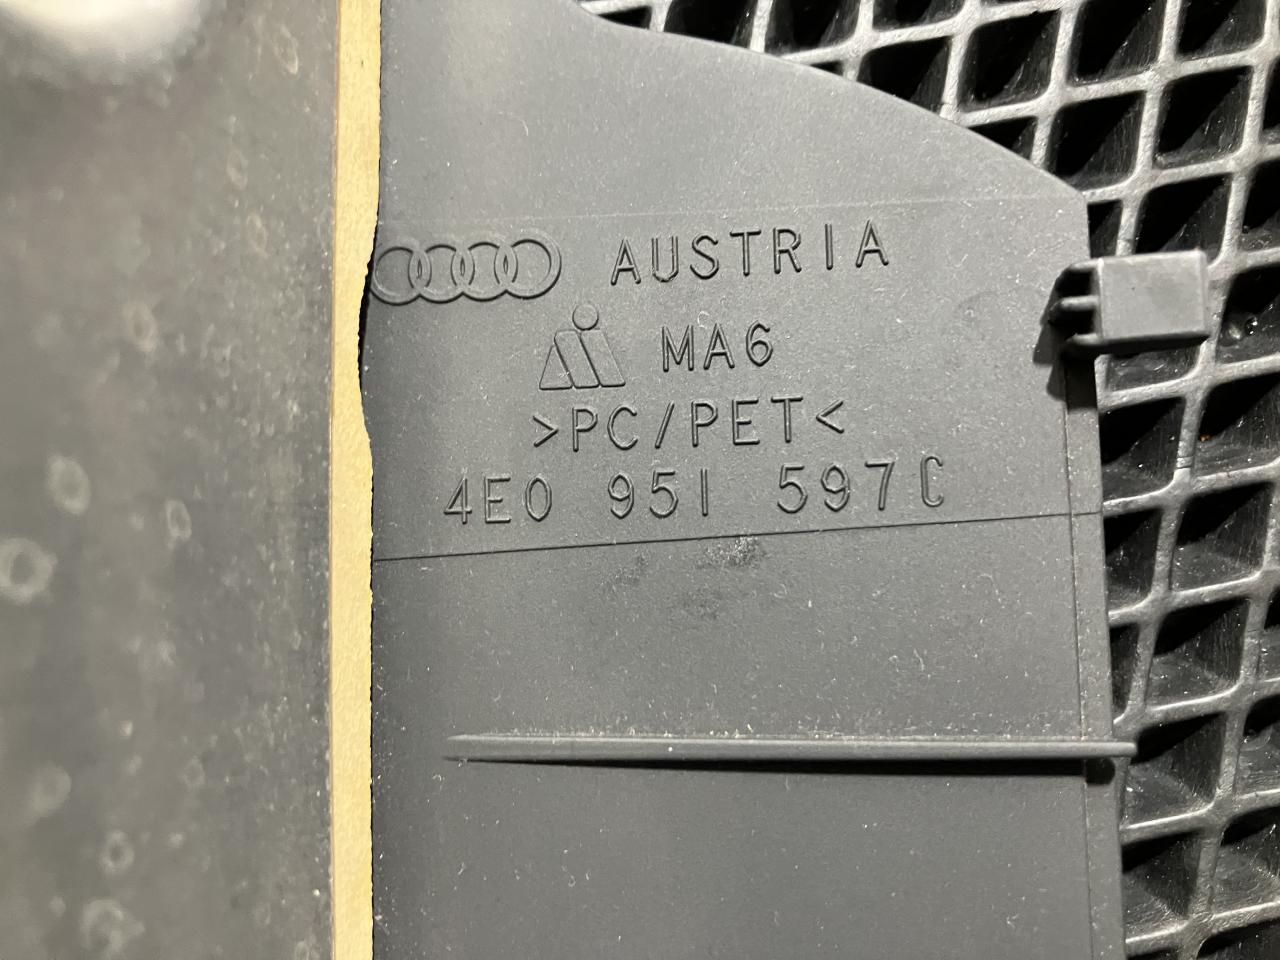 AUSTRIA
MA6
>PC/PET<
4E0 951 597C